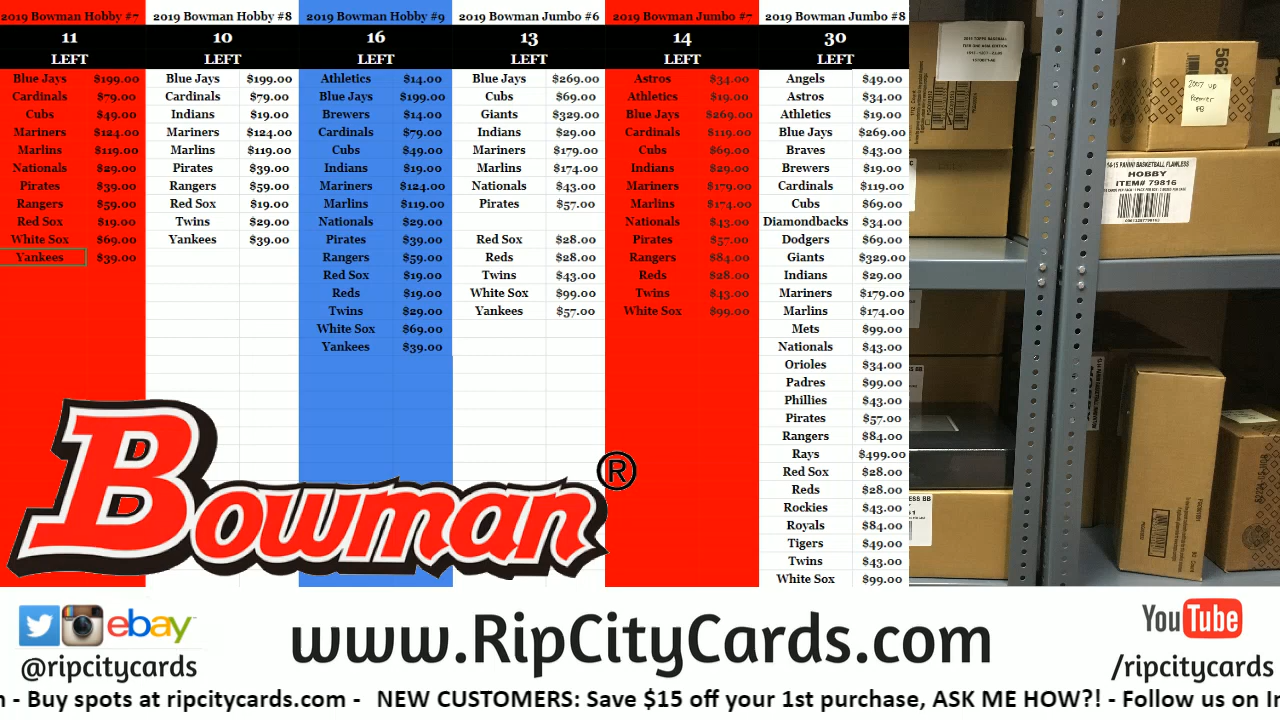 2019 Bowman Hobby #7
11
LEFT
Blue Jays $199.00
Cardinals $79.00
Cubs $49.00
Mariners $124.00
Marlins $119.00
Nationals $29.00
Pirates $39.00
Rangers $59.00
Red Sox $19.00
White Sox $69.00
Yankees $39.00
2019 Bowman Hobby #8
10
LEFT
Blue Jays $199.00
Cardinals $79.00
Indians $19.00
Mariners $124.00
Marlins $119.00
Pirates $39.00
Rangers $59.00
Red Sox $19.00
Twins $29.00
Yankees $39.00
2019 Bowman Hobby #9
16
LEFT
Athletics $14.00
Blue Jays $199.00
Brewers $14.00
Cardinals $79.00
Cubs $49.00
Indians $19.00
Mariners $124.00
Marlins $119.00
Nationals $29.00
Pirates $39.00
Rangers $59.00
Red Sox $19.00
Reds $19.00
Twins $29.00
White Sox $69.00
Yankees $39.00
2019 Bowman Jumbo #6
13
LEFT
Blue Jays $269.00
Cubs $69.00
Giants $329.00
Indians $29.00
Mariners $179.00
Marlins $174.00
Nationals $43.00
Pirates $57.00
Red Sox $28.00
Reds $28.00
Twins $43.00
White Sox $99.00
Yankees $57.00
2019 Bowman Jumbo #7
14
LEFT
Astros $34.00
Athletics $19.00
Blue Jays $269.00
Cardinals $119.00
Cubs $69.00
Indians $29.00
Mariners $179.00
Marlins $174.00
Nationals $43.00
Pirates $57.00
Rangers $84.00
Reds $28.00
Twins $43.00
White Sox $99.00
2019 Bowman Jumbo #8
30
LEFT
Angels $49.00
Astros $34.00
Athletics $19.00
Blue Jays $269.00
Braves $43.00
Brewers $19.00
Cardinals $119.00
Cubs $69.00
Diamondbacks $34.00
Dodgers $69.00
Giants $329.00
Indians $29.00
Mariners $179.00
Marlins $174.00
Mets $99.00
Nationals $43.00
Orioles $34.00
Padres $99.00
Phillies $43.00
Pirates $57.00
Rangers $84.00
Rays $499.00
Red Sox $28.00
Reds $28.00
Rockies $43.00
Royals $84.00
Tigers $49.00
Twins $43.00
White Sox $99.00
Bowman®
562
2007 UD
Premier
14-15 PANINI BASKETBALL FLAWLESS
HOBBY
ITEM# 79816
ebay
@ripcitycards
www.RipCityCards.com
YouTube
/ripcitycards
n - Buy spots at ripcitycards.com - NEW CUSTOMERS: Save $15 off your 1st purchase, ASK ME HOW?! - Follow us on In